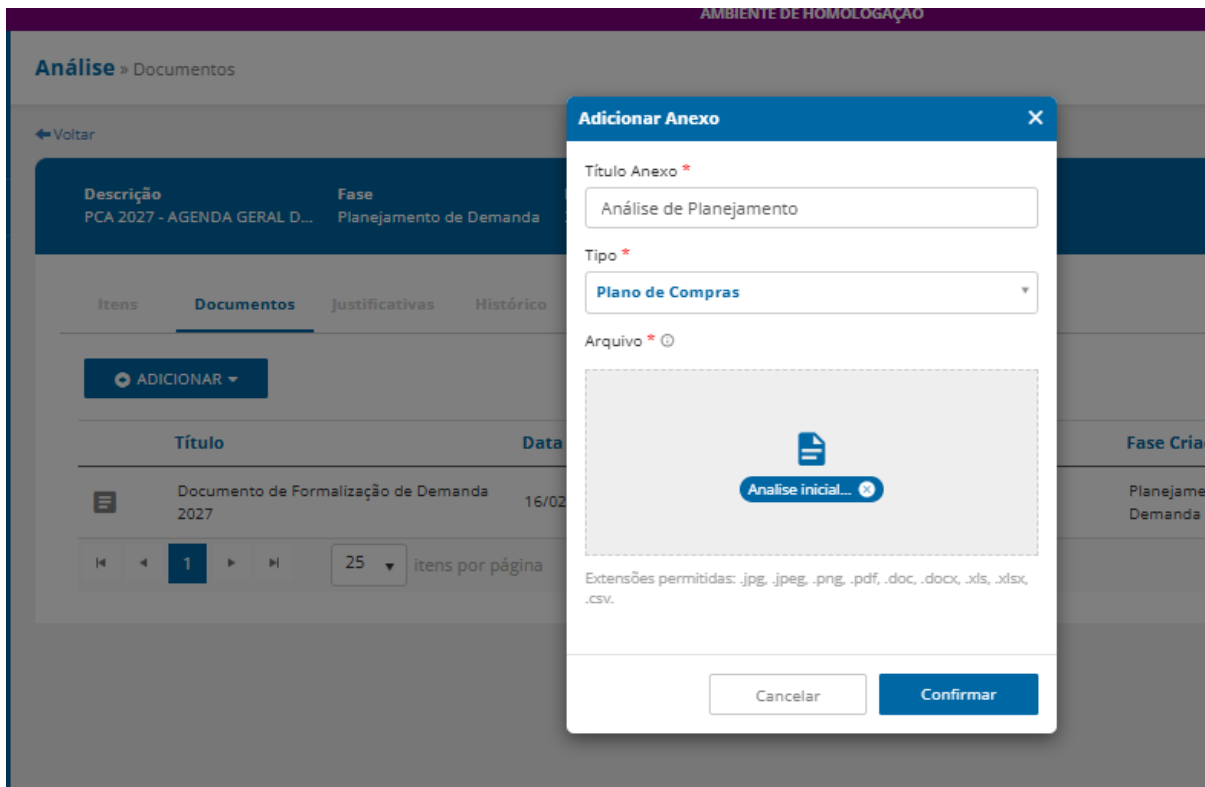 AMBIENTE DE HOMOLOGAÇÃO
Análise » Documentos
Voltar
Descrição Fase
PCA 2027 - AGENDA GERAL D... Planejamento de Demanda
Itens Documentos Justificativas Histórico
ADICIONAR
Título Data Fase Cria
Documento de Formalização de Demanda
2027
16/02
Planejame
Demanda
1 25 itens por página
Adicionar Anexo
Título Anexo *
Análise de Planejamento
Tipo *
Plano de Compras
Arquivo *
Analise inicial...
Extensões permitidas: .jpg, .jpeg, .png, .pdf, .doc, .docx, .xls, .xlsx,
.csv.
Cancelar Confirmar